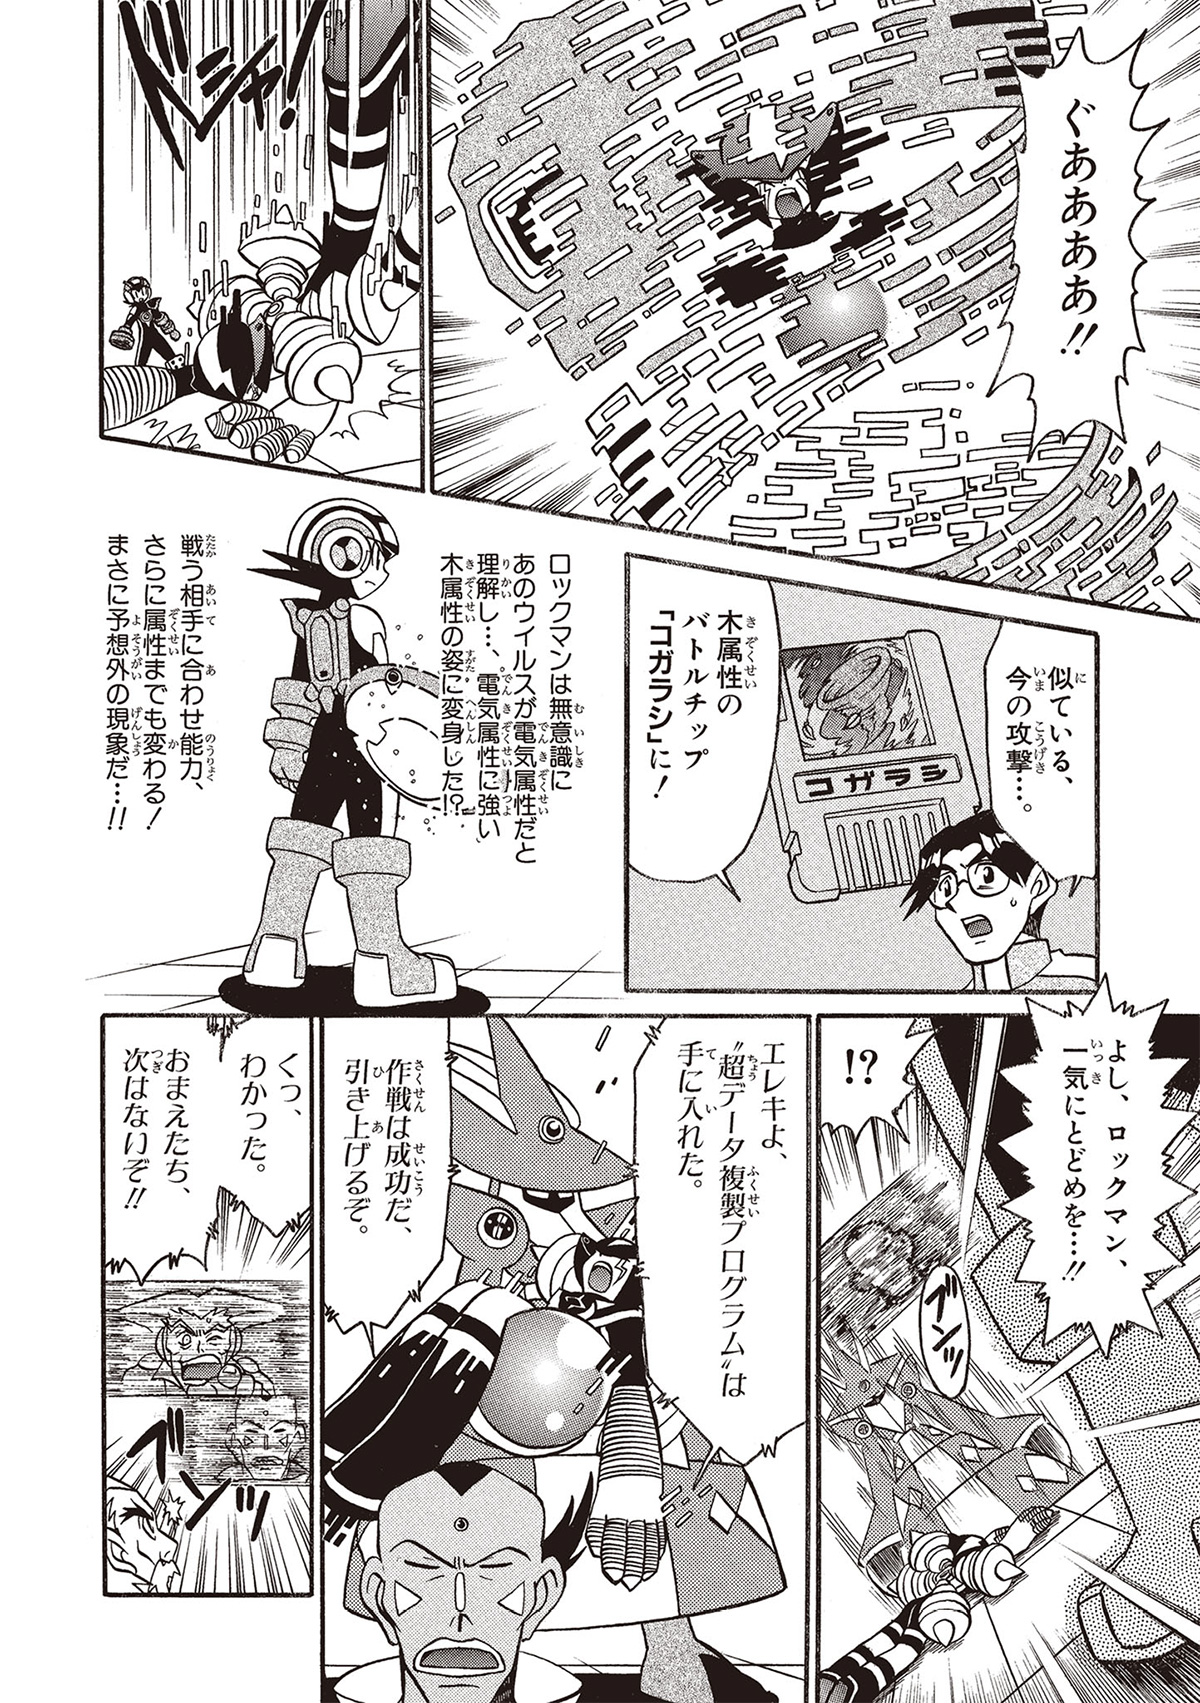 ぐああああ!!
ドシャ!
似ている、
今の攻撃…。
木属性の
バトルチップ
「コガラシ」に!
コガラシ
ロックマンは無意識に
あのウイルスが電気属性だと
理解し…、電気属性に強い
木属性の姿に変身した!?
戦う相手に合わせ能力、
さらに属性までも変わる!
まさに予想外の現象だ…!!
よし、ロックマン、
一気にとどめを…!!
!?
ブンッ
エレキよ、
“超データ複製プログラム”は
手に入れた。
作戦は成功だ、
引き上げるぞ。
くっ、
わかった。
おまえたち、
次はないぞ!!
ブンッ